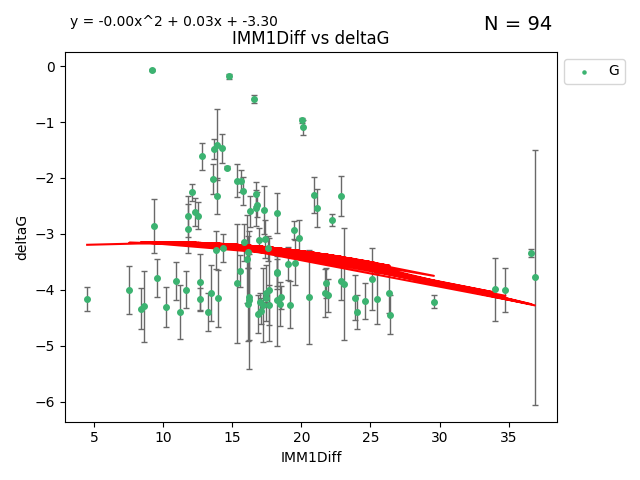 y = -0.00x^2 + 0.03x + -3.30
N = 94
IMM1Diff vs deltaG
G
deltaG
0
−1
−2
−3
−4
−5
−6
5 10 15 20 25 30 35
IMM1Diff